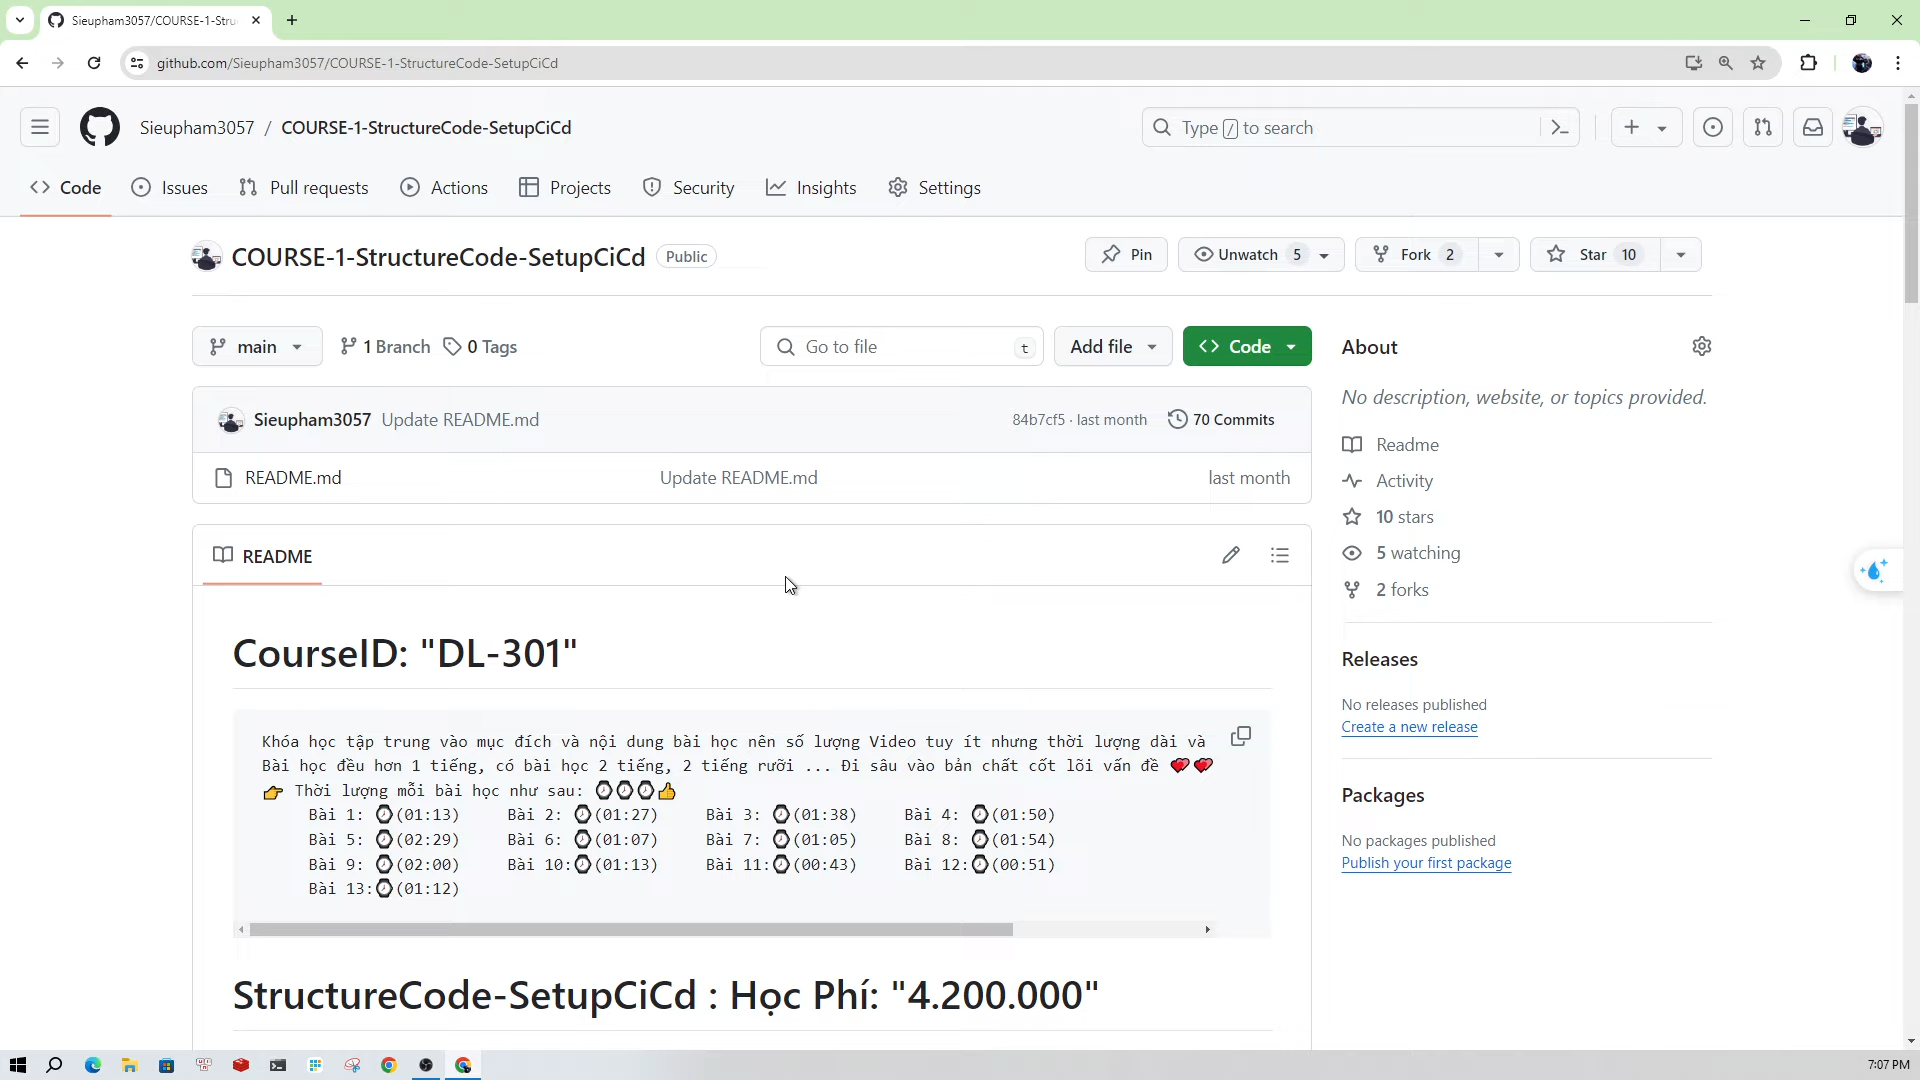 Sieupham3057/COURSE-1-Stru
github.com/Sieupham3057/COURSE-1-StructureCode-SetupCiCd
Sieupham3057 / COURSE-1-StructureCode-SetupCiCd
Type / to search
Code Issues Pull requests Actions Projects Security Insights Settings
COURSE-1-StructureCode-SetupCiCd Public
Pin Unwatch 5 Fork 2 Star 10
main 1 Branch 0 Tags
Go to file t Add file Code
Sieupham3057 Update README.md 84b7cf5 · last month 70 Commits
README.md Update README.md last month
README
CourseID: "DL-301"
Khóa học tập trung vào mục đích và nội dung bài học nên số lượng Video tuy ít nhưng thời lượng dài và
Bài học đều hơn 1 tiếng, có bài học 2 tiếng, 2 tiếng rưỡi ... Đi sâu vào bản chất cốt lõi vấn đề 💕💕
👉 Thời lượng mỗi bài học như sau: ⌚⌚⌚👍
Bài 1: ⌚(01:13) Bài 2: ⌚(01:27) Bài 3: ⌚(01:38) Bài 4: ⌚(01:50)
Bài 5: ⌚(02:29) Bài 6: ⌚(01:07) Bài 7: ⌚(01:05) Bài 8: ⌚(01:54)
Bài 9: ⌚(02:00) Bài 10:⌚(01:13) Bài 11:⌚(00:43) Bài 12:⌚(00:51)
Bài 13:⌚(01:12)
StructureCode-SetupCiCd : Học Phí: "4.200.000"
About
No description, website, or topics provided.
Readme
Activity
10 stars
5 watching
2 forks
Releases
No releases published
Create a new release
Packages
No packages published
Publish your first package
7:07 PM